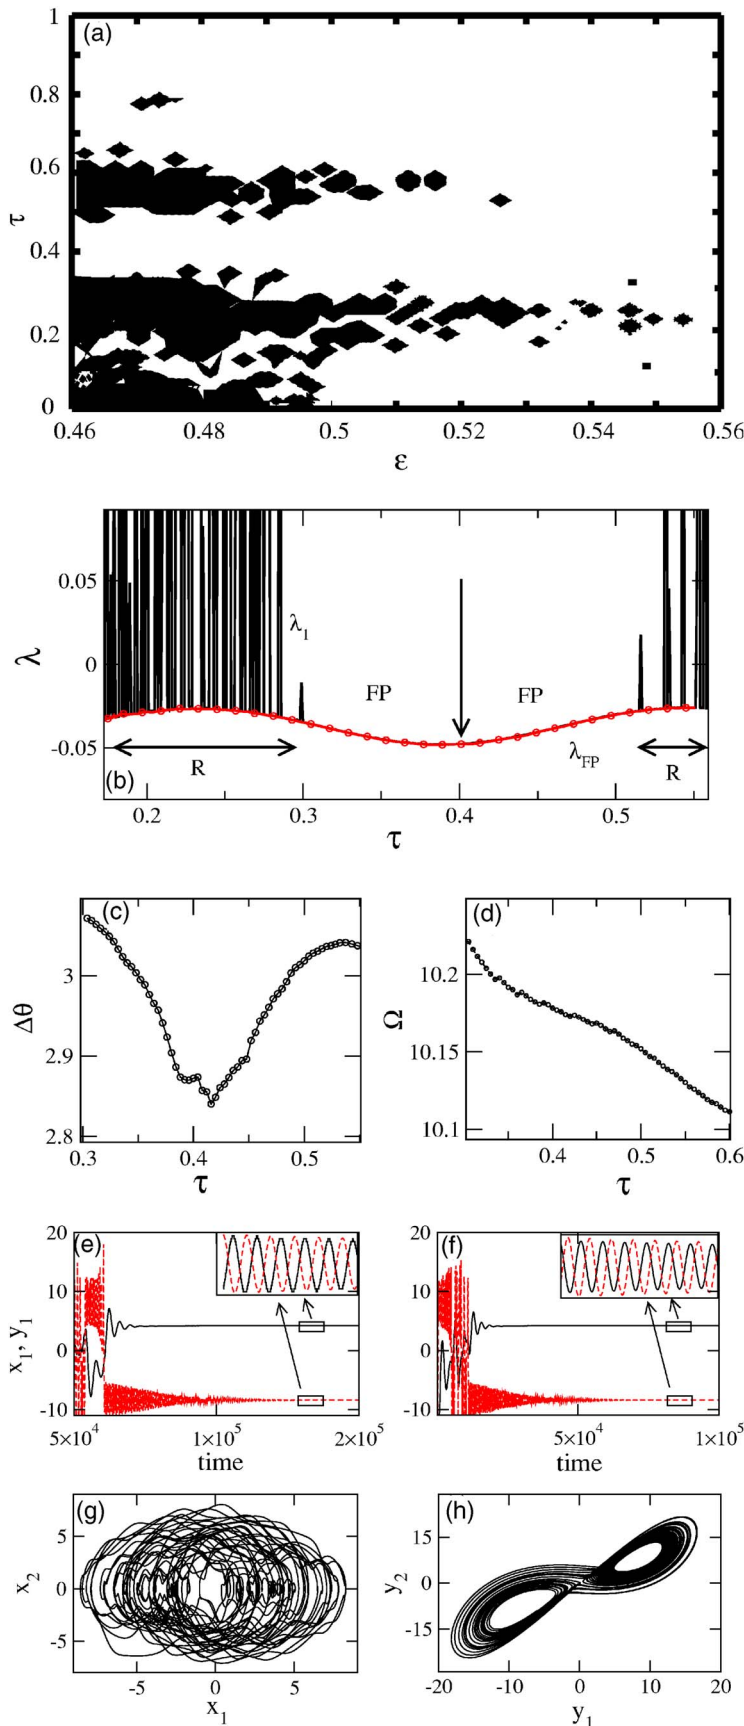 (a)
τ
1
0.8
0.6
0.4
0.2
0
0.46 0.48 0.5 0.52 0.54 0.56
ε
(b)
λ
0.05
0
-0.05
λ1
FP FP
λFP
R R
0.2 0.3 0.4 0.5
τ
(c)
Δθ
3
2.9
2.8
0.3 0.4 0.5
τ
(d)
Ω
10.2
10.15
10.1
0.4 0.5 0.6
τ
(e)
x1, y1
20
10
0
-10
5×10^4 1×10^5 2×10^5
time
(f)
20
10
0
-10
5×10^4 1×10^5
time
(g)
x2
5
0
-5
-5 0 5
x1
(h)
y2
15
0
-15
-20 -10 0 10 20
y1